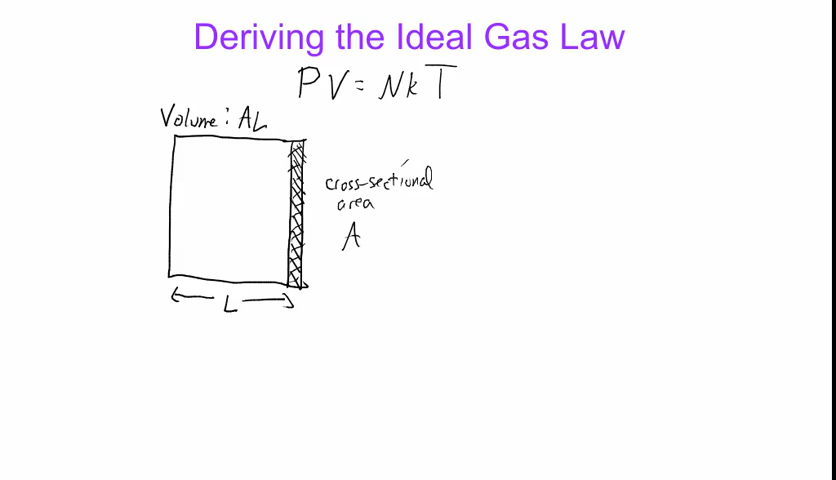 Deriving the Ideal Gas Law
PV = NkT
Volume: AL
cross-sectional
area
A
L